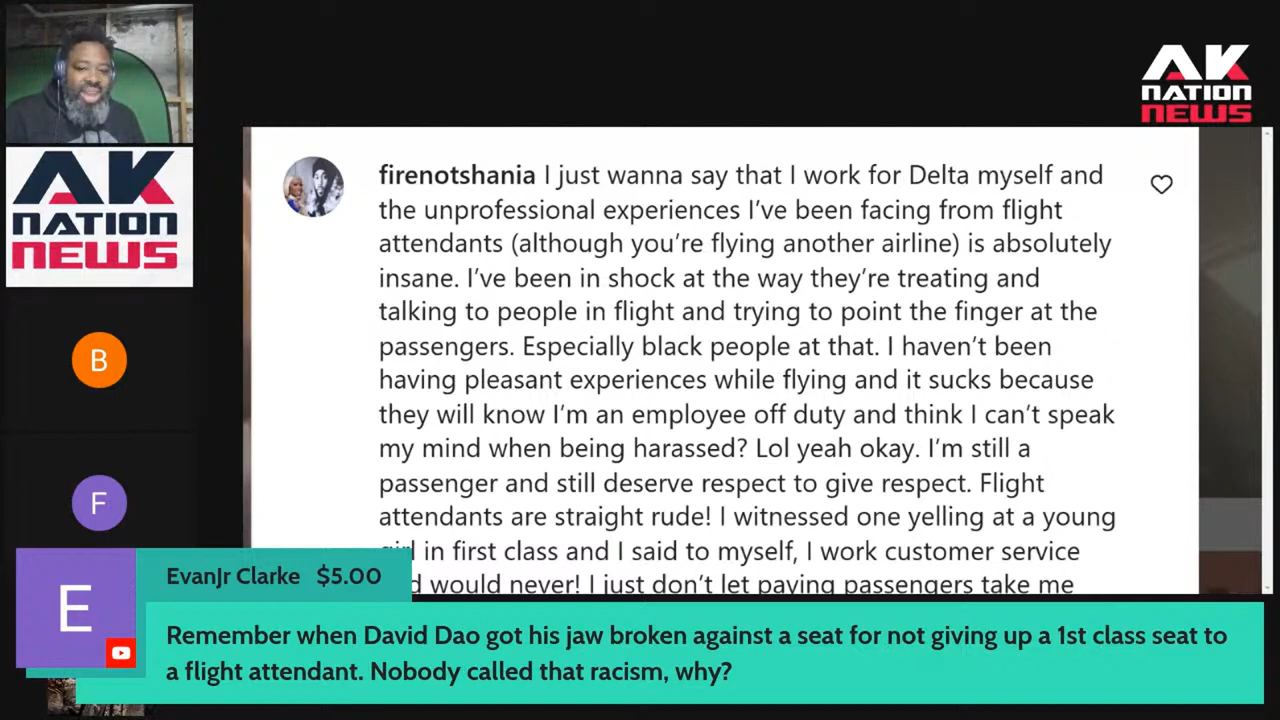 AK
NATION
NEWS
AK
NATION
NEWS
firenotshania I just wanna say that I work for Delta myself and
the unprofessional experiences I've been facing from flight
attendants (although you're flying another airline) is absolutely
insane. I've been in shock at the way they're treating and
talking to people in flight and trying to point the finger at the
passengers. Especially black people at that. I haven't been
having pleasant experiences while flying and it sucks because
they will know I'm an employee off duty and think I can't speak
my mind when being harassed? Lol yeah okay. I'm still a
passenger and still deserve respect to give respect. Flight
attendants are straight rude! I witnessed one yelling at a young
in first class and I said to myself, I work customer service
would never! I just don't let paying passengers take me
B
F
E
EvanJr Clarke $5.00
Remember when David Dao got his jaw broken against a seat for not giving up a 1st class seat to
a flight attendant. Nobody called that racism, why?